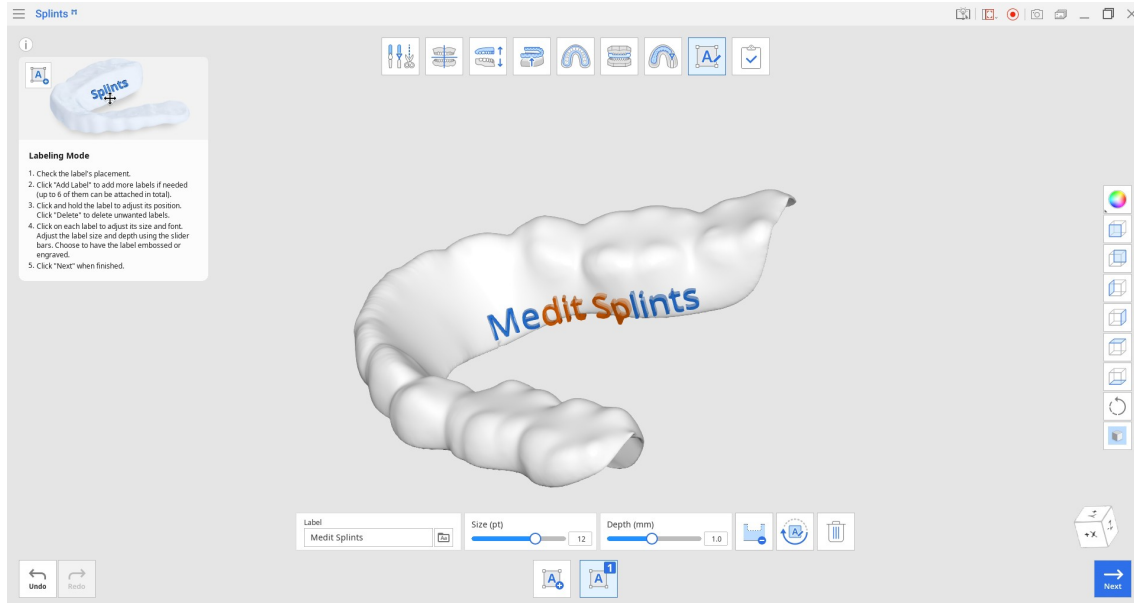 Splints
Splints
Labeling Mode
1. Check the label's placement.
2. Click "Add Label" to add more labels if needed
(up to 6 of them can be attached in total).
3. Click and hold the label to adjust its position.
Click "Delete" to delete unwanted labels.
4. Click on each label to adjust its size and font.
Adjust the label size and depth using the slider
bars. Choose to have the label embossed or
engraved.
5. Click "Next" when finished.
Medit Splints
Label
Medit Splints
Aa
Size (pt)
12
Depth (mm)
1.0
A
A
1
Undo
Redo
+X
Next